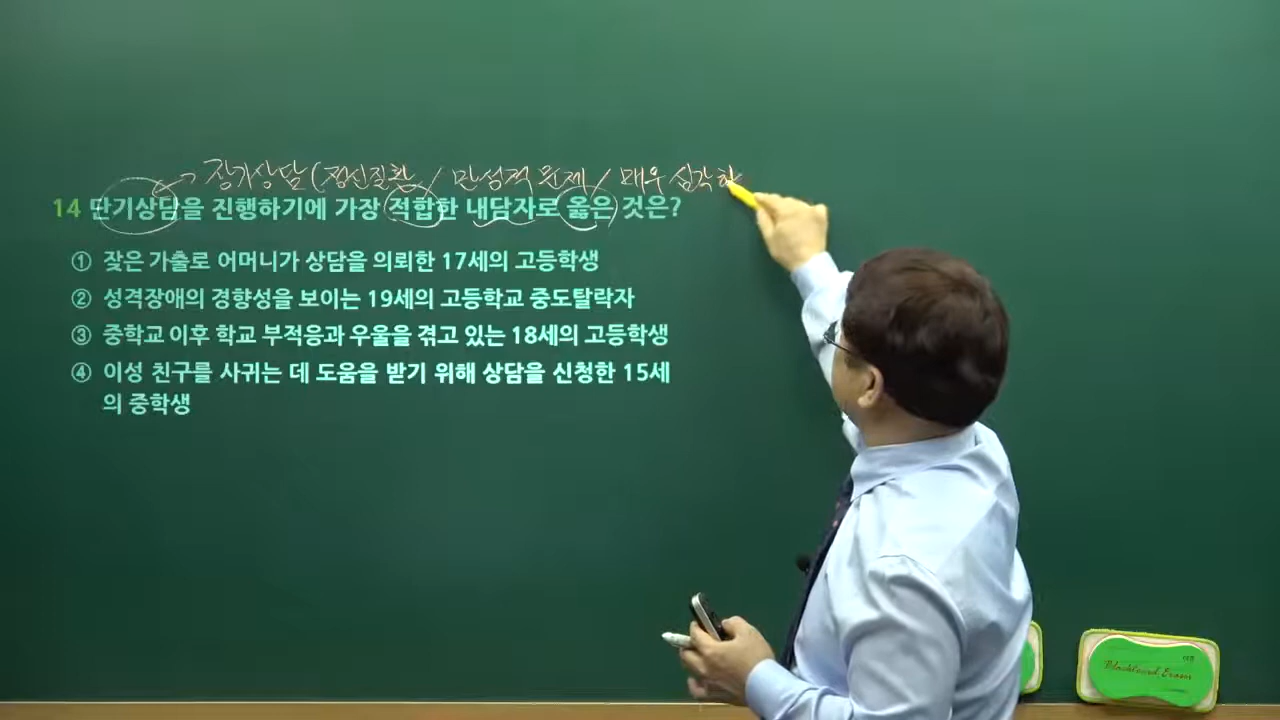 장기상담(정신질환 / 만성적 문제 / 매우 심각한
14 단기상담을 진행하기에 가장 적합한 내담자로 옳은 것은?
① 잦은 가출로 어머니가 상담을 의뢰한 17세의 고등학생
② 성격장애의 경향성을 보이는 19세의 고등학교 중도탈락자
③ 중학교 이후 학교 부적응과 우울을 겪고 있는 18세의 고등학생
④ 이성 친구를 사귀는 데 도움을 받기 위해 상담을 신청한 15세
의 중학생
Blackboard Eraser